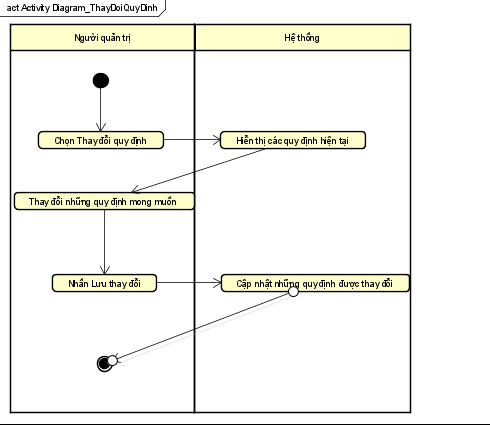 act Activity Diagram_ThayDoiQuyDinh
Người quản trị
Hệ thống
Chọn Thay đổi quy định
Hiển thị các quy định hiện tại
Thay đổi những quy định mong muốn
Nhấn Lưu thay đổi
Cập nhật những quy định được thay đổi